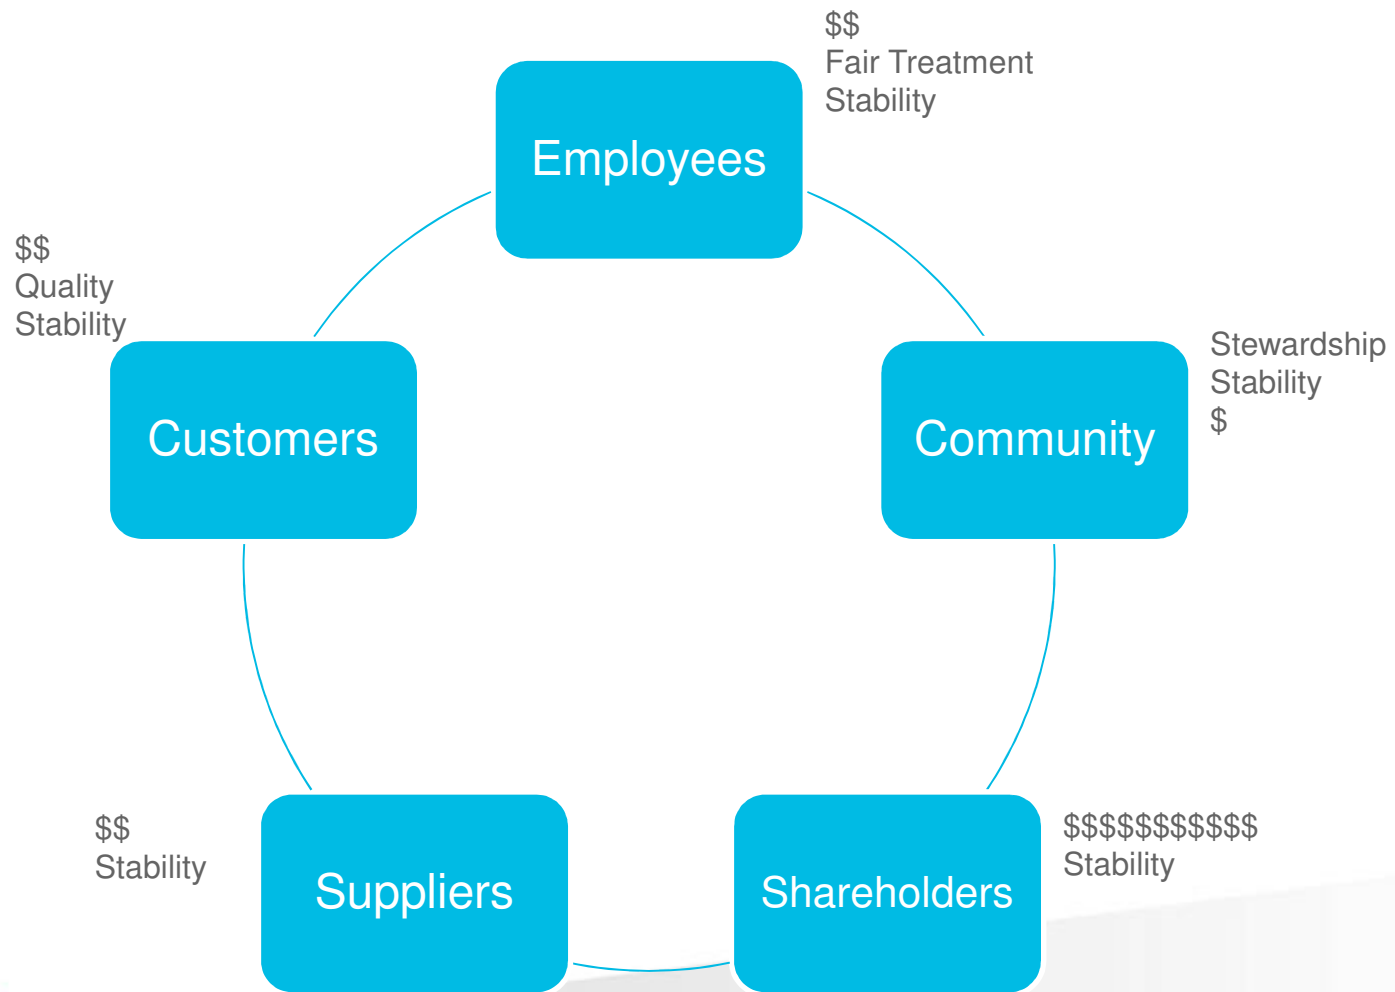 $$
Fair Treatment
Stability
Employees
$$
Quality
Stability
Customers
Stewardship
Stability
$
Community
$$
Stability
Suppliers
$$$$$$$$$$$
Stability
Shareholders